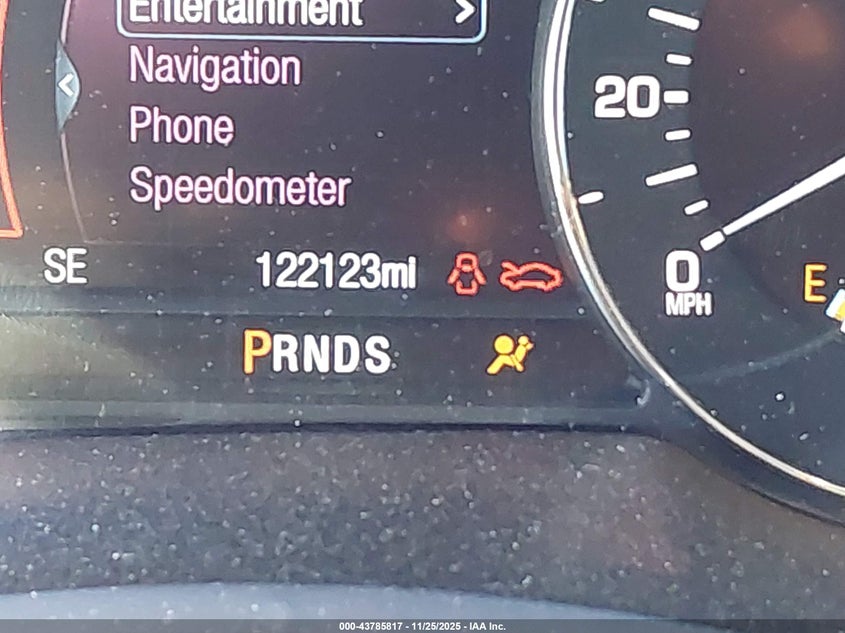 Entertainment >
Navigation
Phone
Speedometer
20
SE 122123mi
0
MPH
E
PRNDS
000-43785817 - 11/25/2025 - IAA Inc.